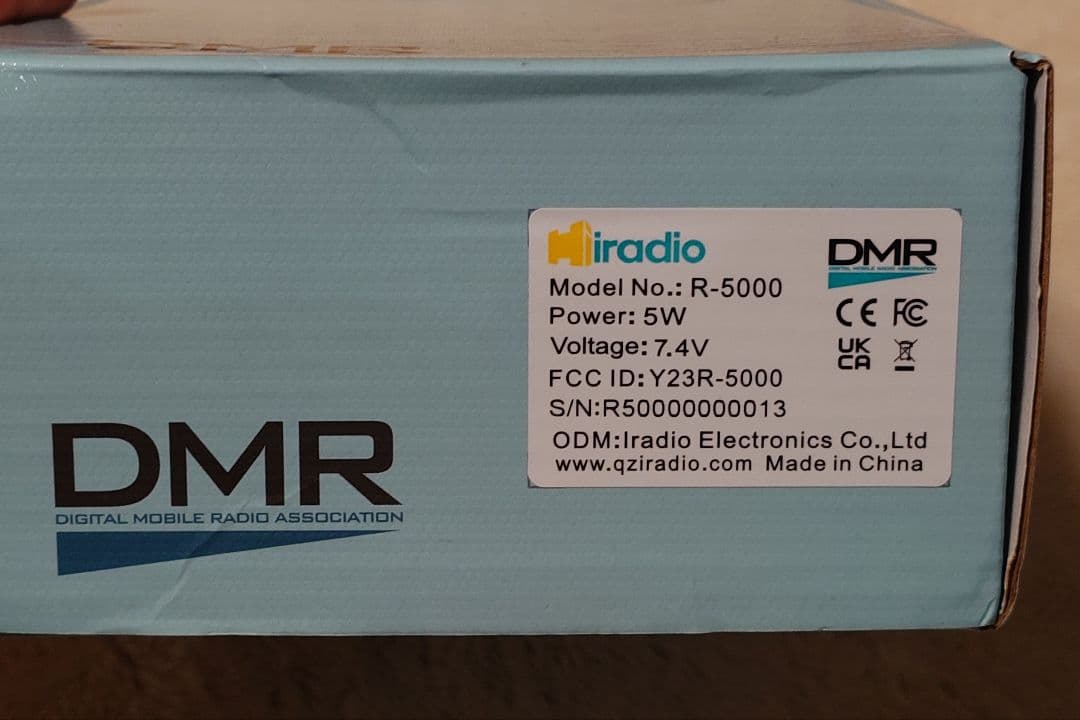 iradio
DMR
DIGITAL MOBILE RADIO ASSOCIATION
Model No.: R-5000
Power: 5W
Voltage: 7.4V
FCC ID: Y23R-5000
S/N:R50000000013
ODM:Iradio Electronics Co.,Ltd
www.qziradio.com Made in China
CE FC
UK
CA
DMR
DIGITAL MOBILE RADIO ASSOCIATION